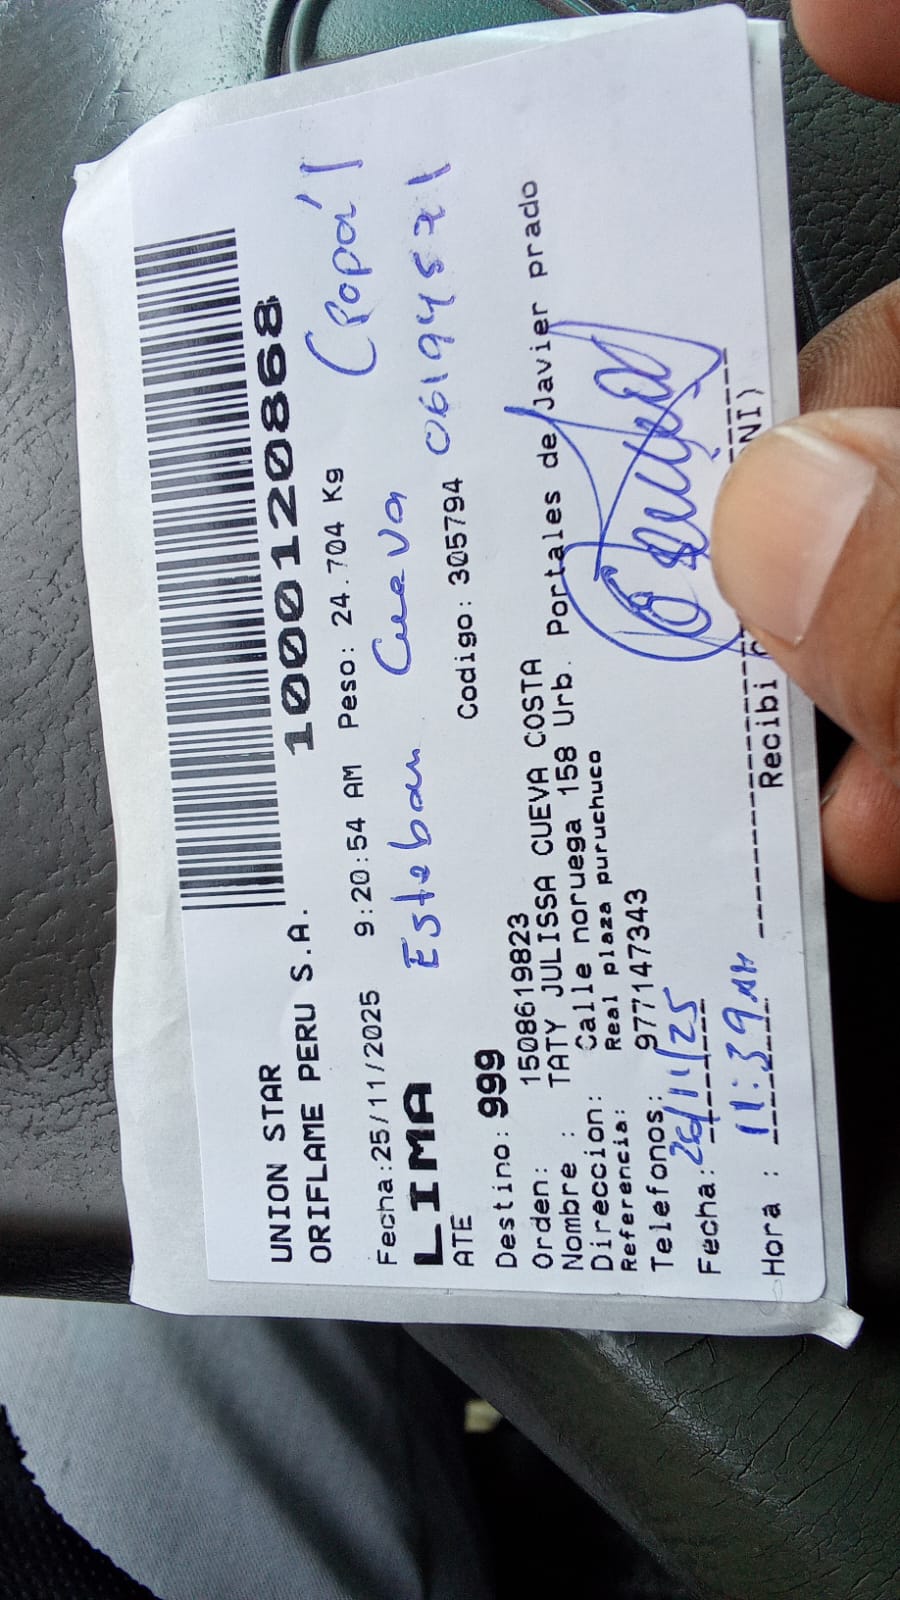 UNION STAR
ORIFLAME PERU S.A. 1000120868
Fecha:25/11/2025 9:20:54 AM Peso: 24.704 Kg (Papá)
LIMA Esteban Cueva
ATE Codigo: 305794 06194521
Destino: 999
Orden: 1508619823
Nombre : TATY JULISSA CUEVA COSTA
Direccion: Calle noruega 158 Urb. Portales de Javier prado
Referencia: Real plaza puruchuco
Telefonos: 977147343
Fecha: 26/11/25
Hora : 11:39 AM
Recibi
NI)